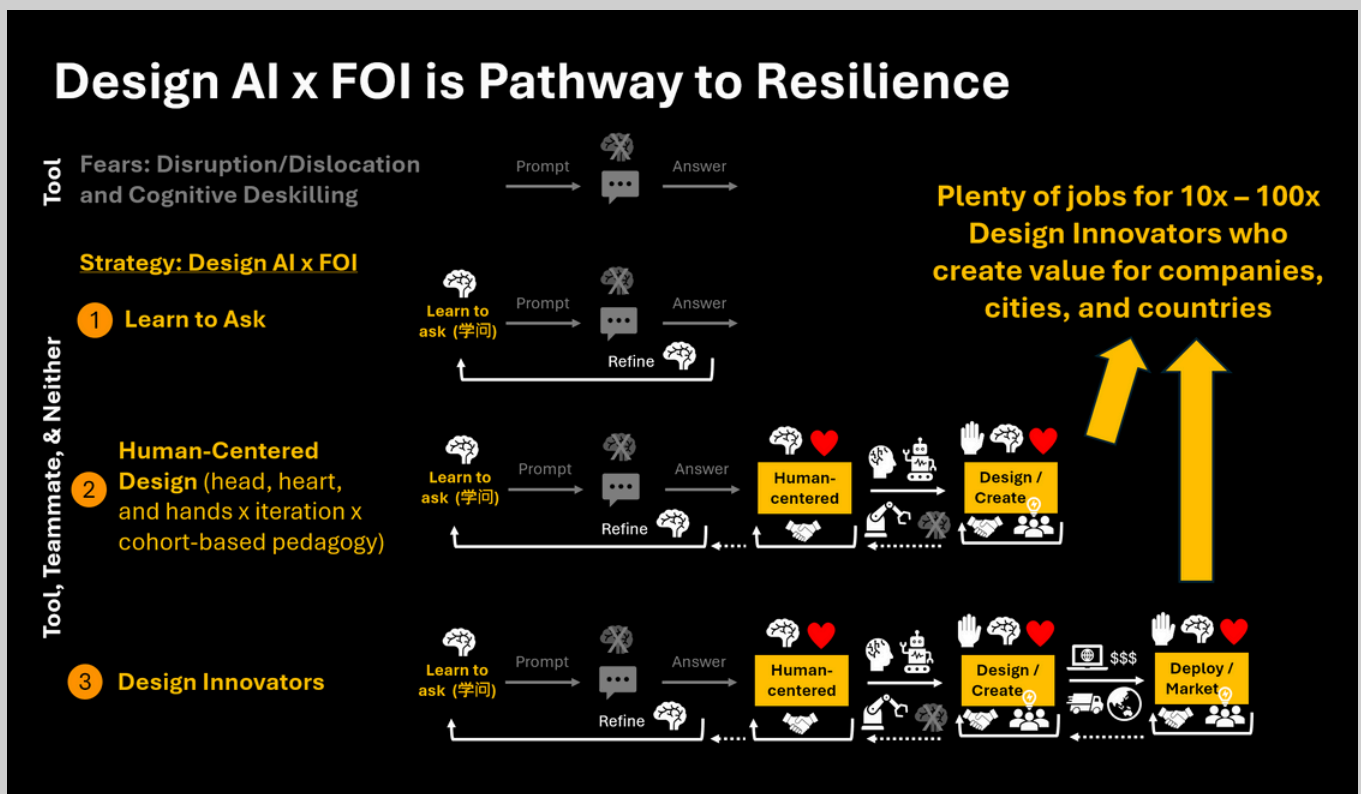 Design AI x FOI is Pathway to Resilience
Tool
Fears: Disruption/Dislocation
and Cognitive Deskilling
Prompt
Answer
Plenty of jobs for 10x – 100x
Design Innovators who
create value for companies,
cities, and countries
Tool, Teammate, & Neither
Strategy: Design AI x FOI
1
Learn to Ask
Learn to
ask (学问)
Prompt
Answer
Refine
2
Human-Centered
Design (head, heart,
and hands x iteration x
cohort-based pedagogy)
Learn to
ask (学问)
Prompt
Answer
Refine
Human-
centered
Design /
Create
3
Design Innovators
Learn to
ask (学问)
Prompt
Answer
Refine
Human-
centered
Design /
Create
$$$
Deploy /
Market